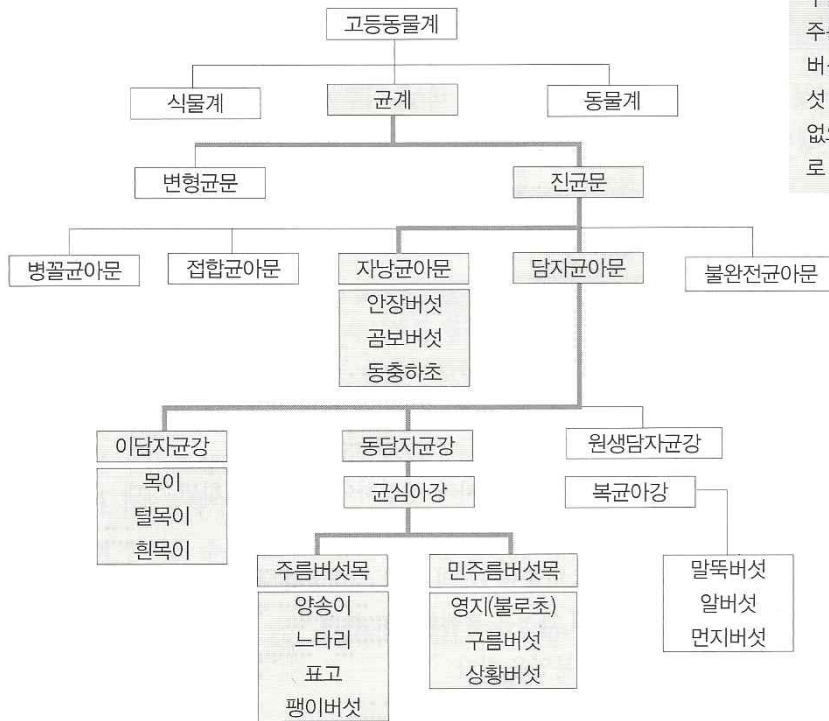 고등동물계
식물계
균계
동물계
변형균문
진균문
병꼴균아문
접합균아문
자낭균아문
담자균아문
불완전균아문
안장버섯
곰보버섯
동충하초
이담자균강
동담자균강
원생담자균강
목이
털목이
흰목이
균심아강
복균아강
주름버섯목
민주름버섯목
양송이
느타리
표고
팽이버섯
영지(불로초)
구름버섯
상황버섯
말뚝버섯
알버섯
먼지버섯
섯
로